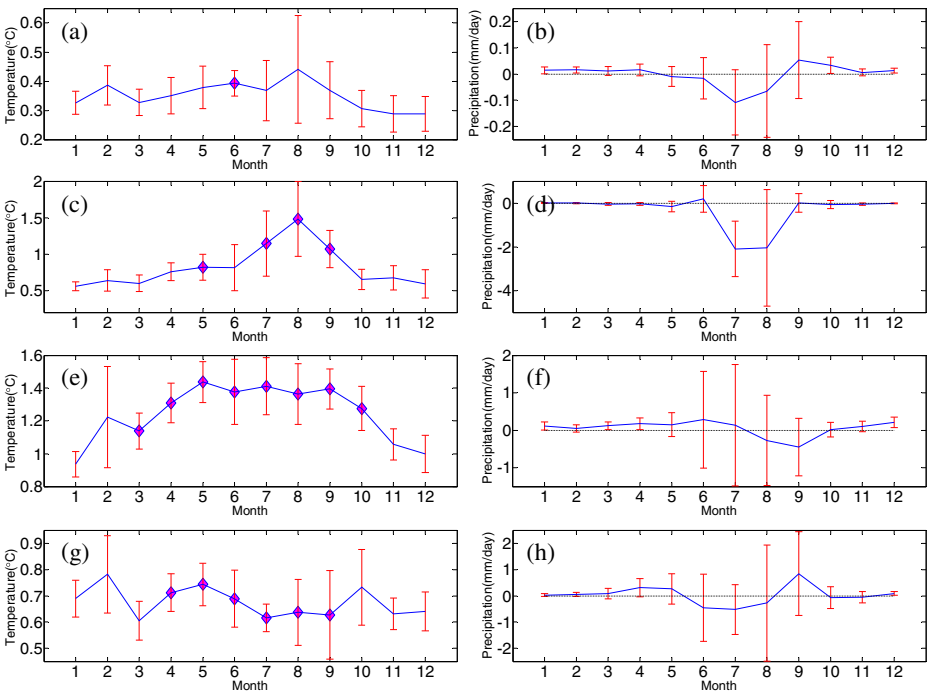 (a)
Temperature(°C)
0.6
0.5
0.4
0.3
0.2
1 2 3 4 5 6 7 8 9 10 11 12
Month
(b)
Precipitation(mm/day)
0.2
0.1
0
-0.1
-0.2
1 2 3 4 5 6 7 8 9 10 11 12
Month
(c)
Temperature(°C)
2
1.5
1
0.5
1 2 3 4 5 6 7 8 9 10 11 12
Month
(d)
Precipitation(mm/day)
0
-2
-4
1 2 3 4 5 6 7 8 9 10 11 12
Month
(e)
Temperature(°C)
1.6
1.4
1.2
1
0.8
1 2 3 4 5 6 7 8 9 10 11 12
Month
(f)
Precipitation(mm/day)
2
1
0
-1
1 2 3 4 5 6 7 8 9 10 11 12
Month
(g)
Temperature(°C)
0.9
0.8
0.7
0.6
0.5
1 2 3 4 5 6 7 8 9 10 11 12
Month
(h)
Precipitation(mm/day)
2
1
0
-1
-2
1 2 3 4 5 6 7 8 9 10 11 12
Month